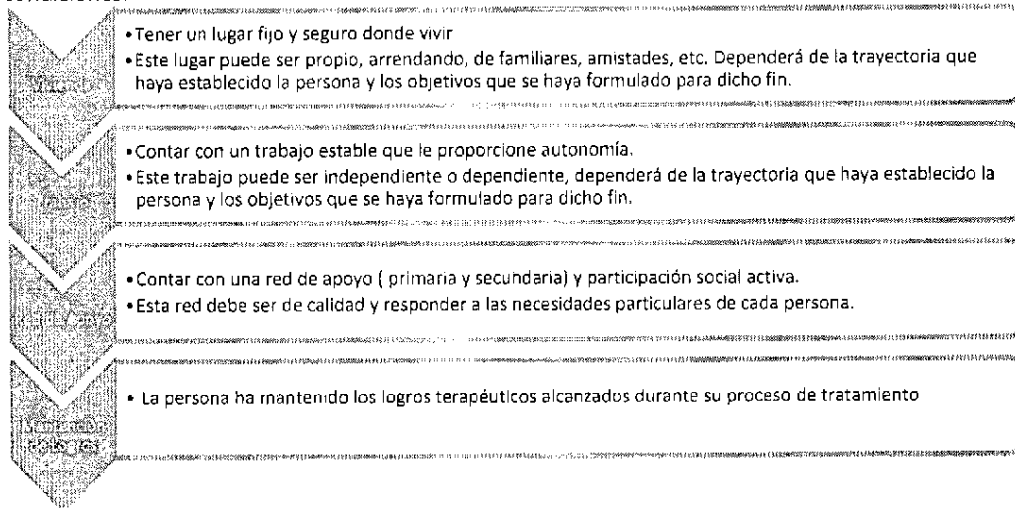 • Tener un lugar fijo y seguro donde vivir
• Este lugar puede ser propio, arrendando, de familiares, amistades, etc. Dependerá de la trayectoria que
haya establecido la persona y los objetivos que se haya formulado para dicho fin.
• Contar con un trabajo estable que le proporcione autonomía.
• Este trabajo puede ser independiente o dependiente, dependerá de la trayectoria que haya establecido la
persona y los objetivos que se haya formulado para dicho fin.
• Contar con una red de apoyo ( primaria y secundaria) y participación social activa.
• Esta red debe ser de calidad y responder a las necesidades particulares de cada persona.
Mantención
• La persona ha mantenido los logros terapéuticos alcanzados durante su proceso de tratamiento